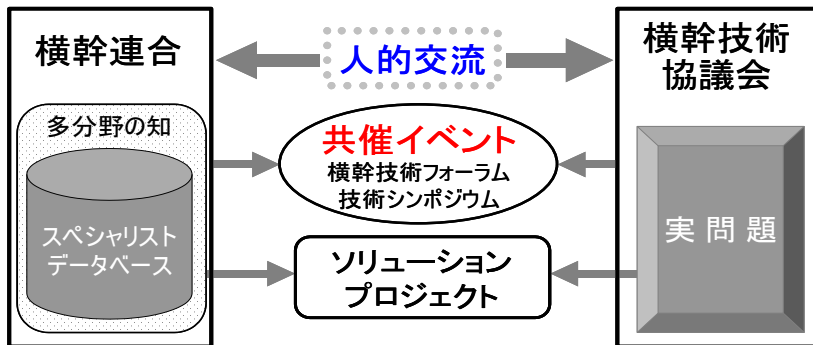 横幹連合
多分野の知
スペシャリスト
データベース
人的交流
共催イベント
横幹技術フォーラム
技術シンポジウム
ソリューション
プロジェクト
横幹技術
協議会
実問題